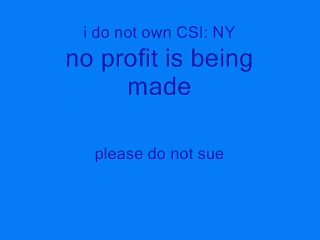 i do not own CSI: NY
no profit is being
made
please do not sue